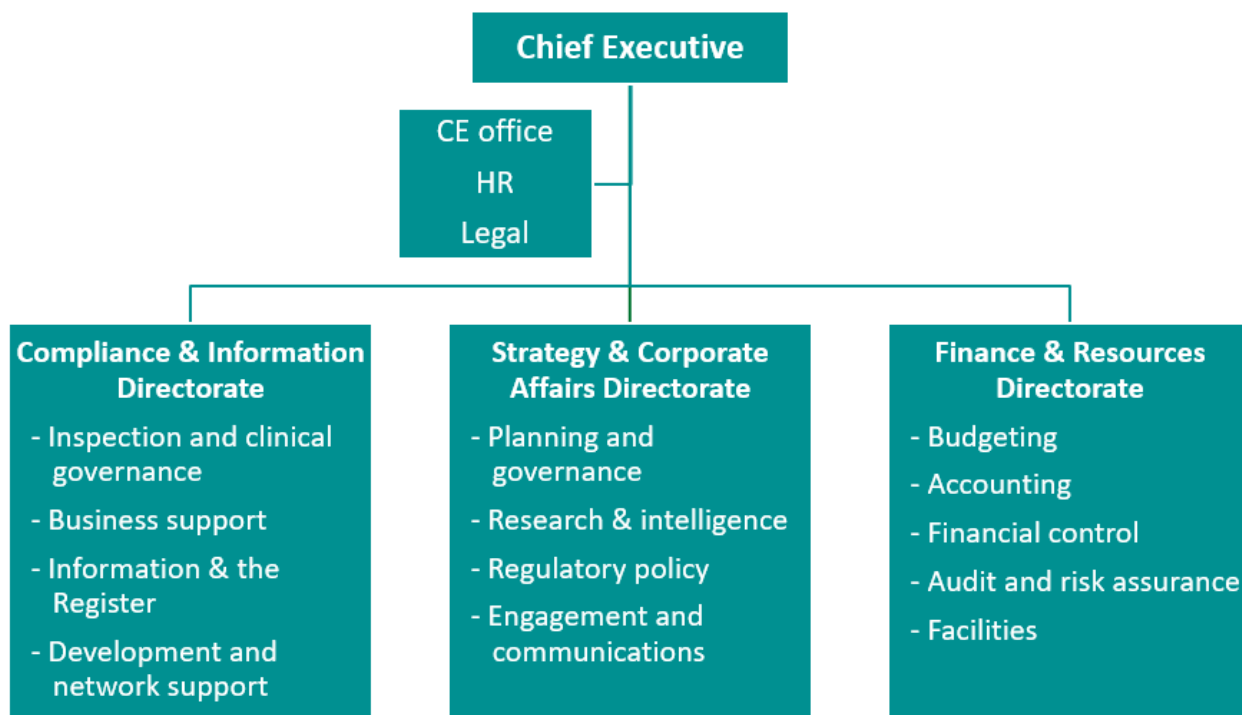 Chief Executive
CE office
HR
Legal
Compliance & Information
Directorate
- Inspection and clinical
governance
- Business support
- Information & the
Register
- Development and
network support
Strategy & Corporate
Affairs Directorate
- Planning and
governance
- Research & intelligence
- Regulatory policy
- Engagement and
communications
Finance & Resources
Directorate
- Budgeting
- Accounting
- Financial control
- Audit and risk assurance
- Facilities